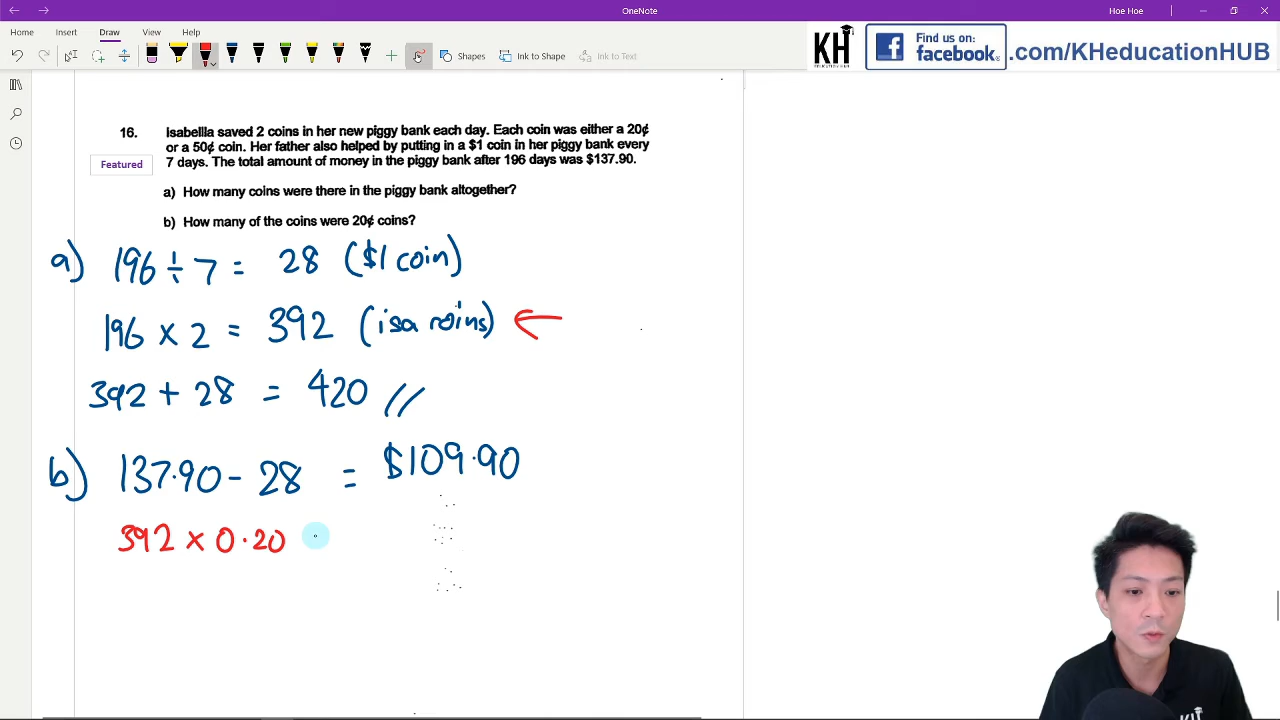 OneNote
Hoe Hoe
Home Insert Draw View Help
Shapes Ink to Shape Ink to Text
KH
Find us on:
facebook.com/KHeducationHUB
16. Isabellla saved 2 coins in her new piggy bank each day. Each coin was either a 20¢
or a 50¢ coin. Her father also helped by putting in a $1 coin in her piggy bank every
7 days. The total amount of money in the piggy bank after 196 days was $137.90.
Featured
a) How many coins were there in the piggy bank altogether?
b) How many of the coins were 20¢ coins?
a) 196 ÷ 7 = 28 ($1 coin)
196 × 2 = 392 (isa coins) ←
392 + 28 = 420 //
b) 137.90 - 28 = $109.90
392 × 0.20
KH